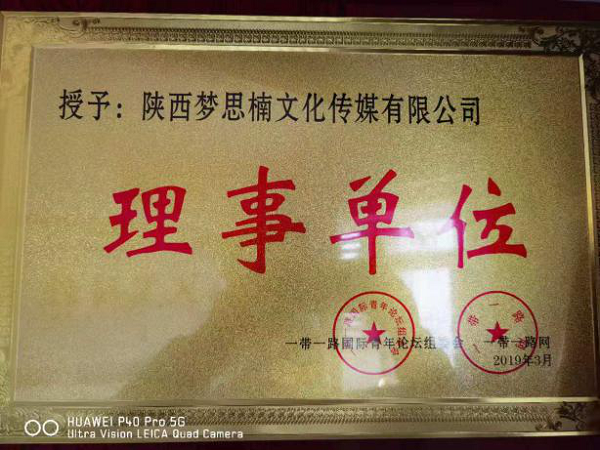 授予：陕西梦思楠文化传媒有限公司
理事单位
一带一路國际青年论坛组委会 一带一路网
2019年3月
HUAWEI P40 Pro 5G
Ultra Vision LEICA Quad Camera